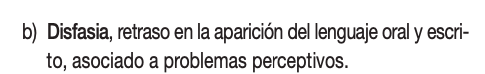 b) Disfasia, retraso en la aparición del lenguaje oral y escri-
to, asociado a problemas perceptivos.